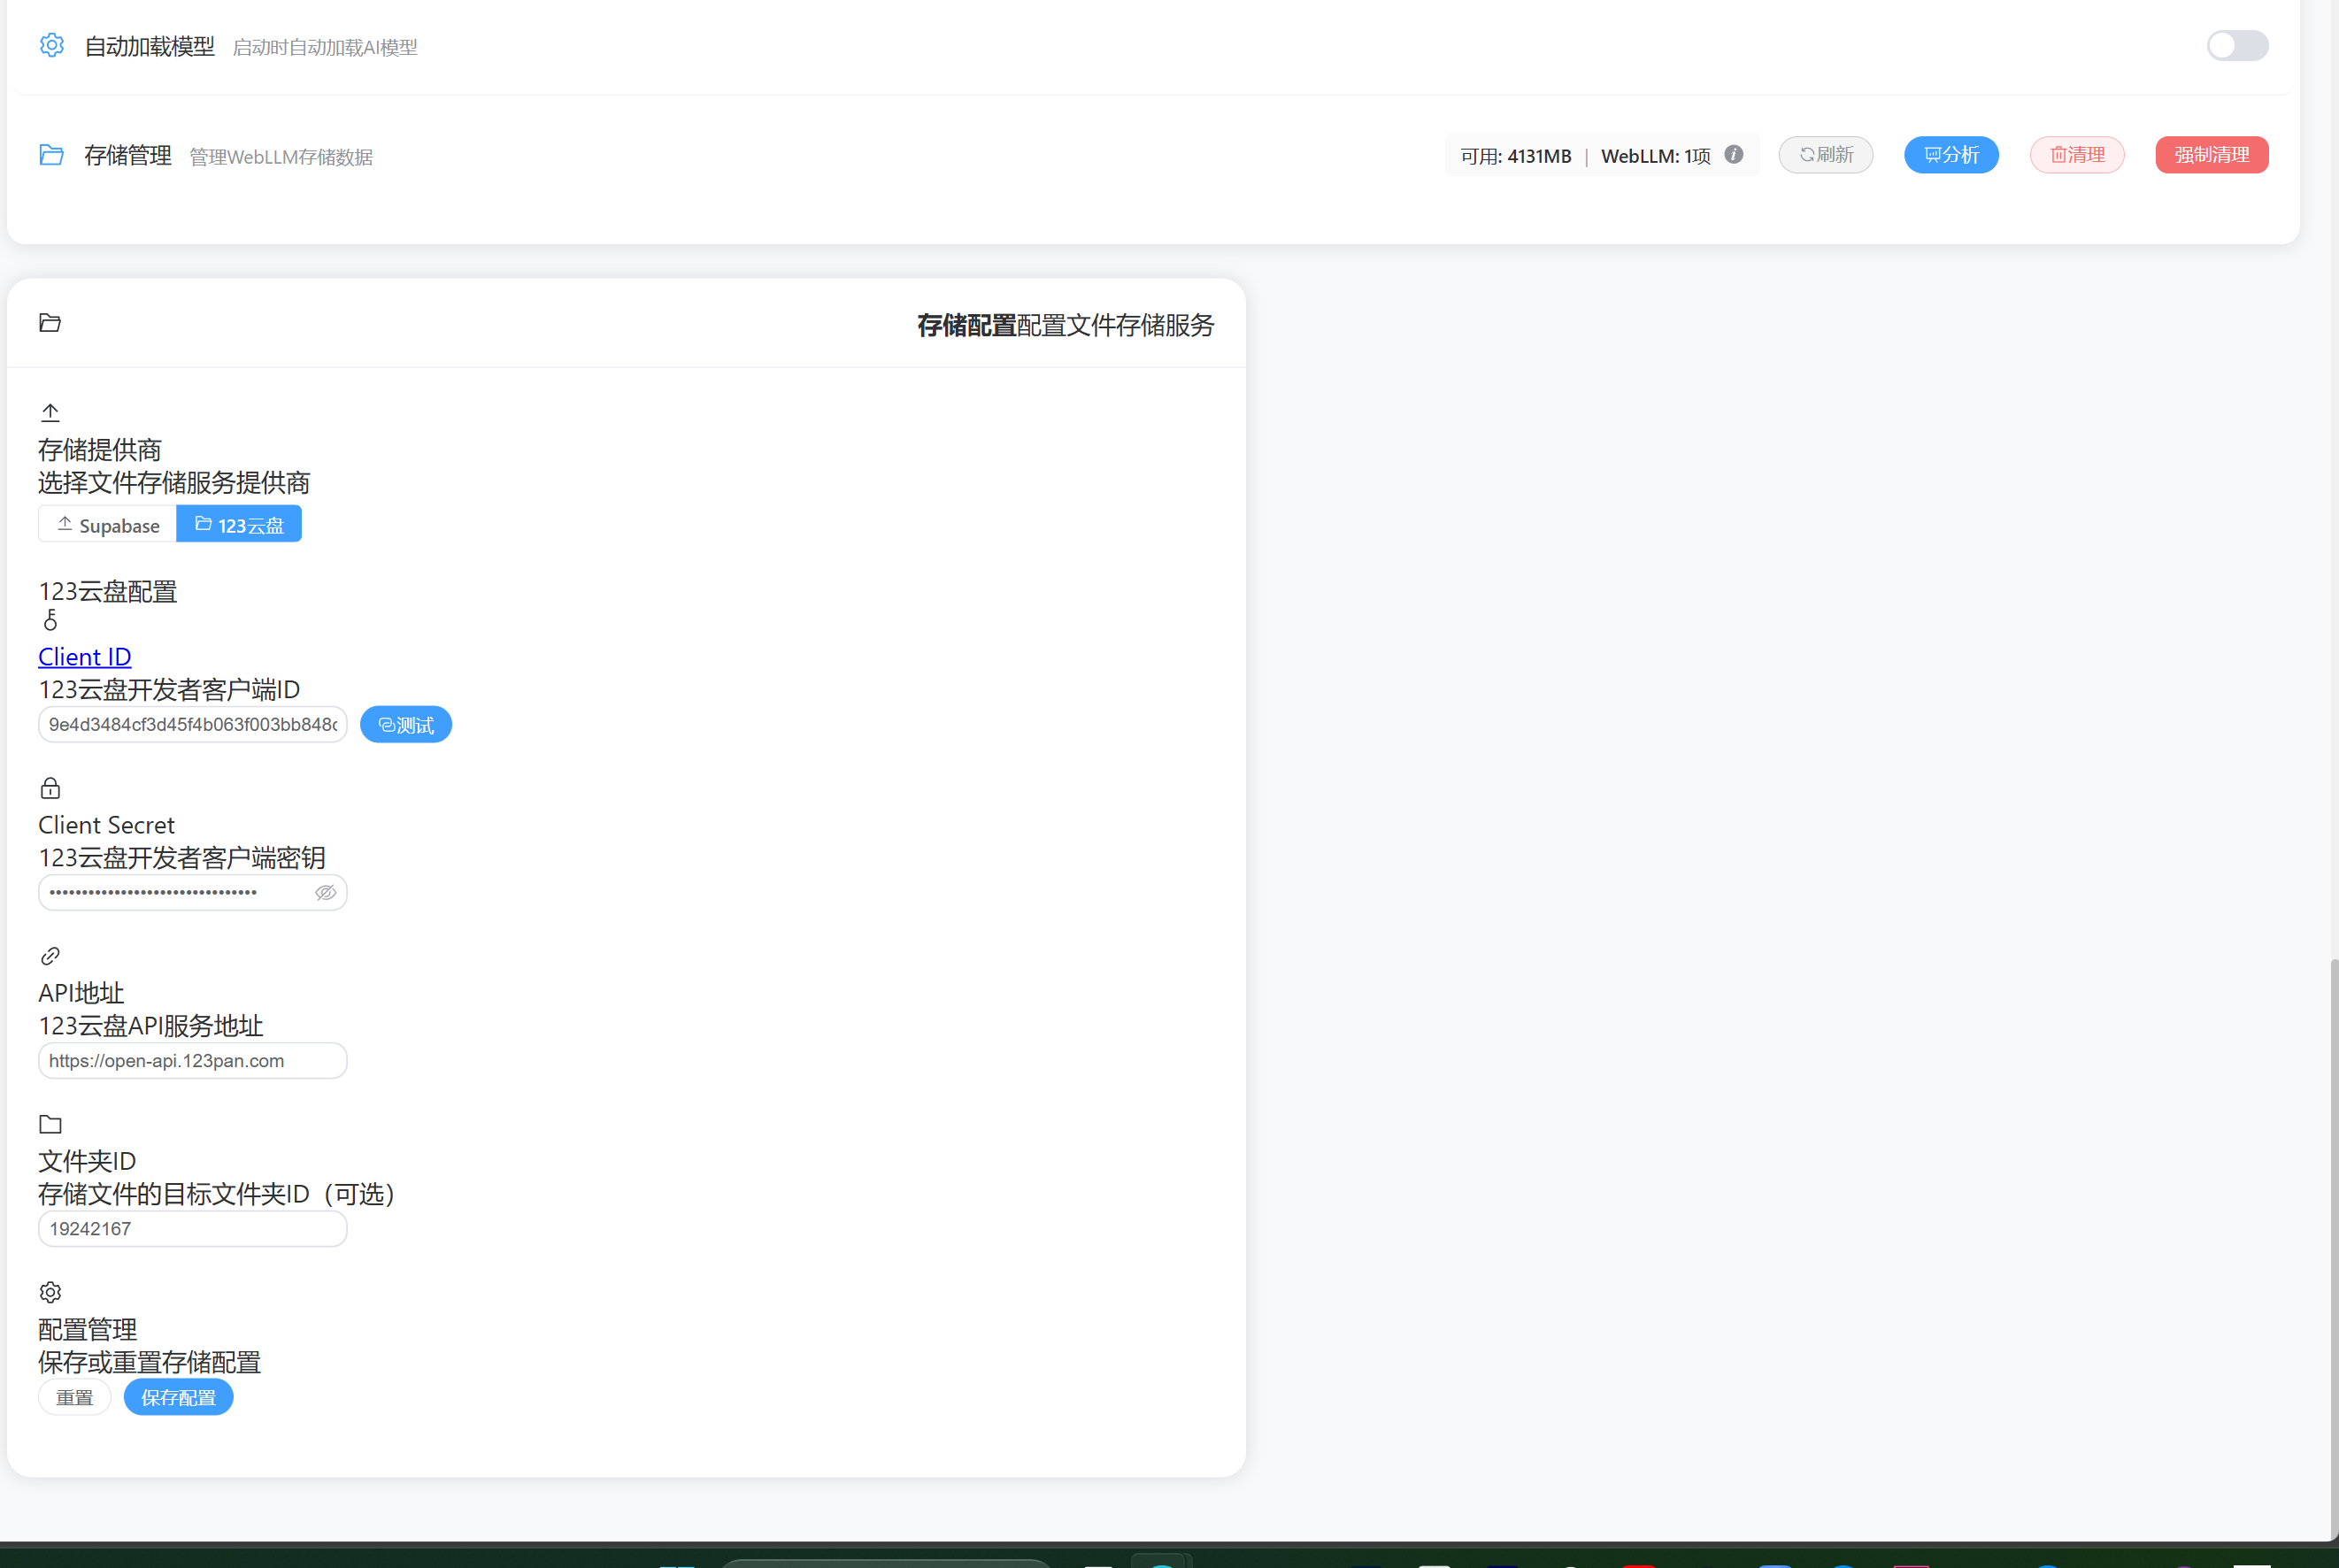 自动加载模型 启动时自动加载AI模型
存储管理 管理WebLLM存储数据 可用: 4131MB | WebLLM: 1项 刷新 分析 清理 强制清理
存储配置配置文件存储服务
存储提供商
选择文件存储服务提供商
Supabase 123云盘
123云盘配置
Client ID
123云盘开发者客户端ID
9e4d3484cf3d45f4b063f003bb848c 测试
Client Secret
123云盘开发者客户端密钥
API地址
123云盘API服务地址
https://open-api.123pan.com
文件夹ID
存储文件的目标文件夹ID（可选）
19242167
配置管理
保存或重置存储配置
重置 保存配置